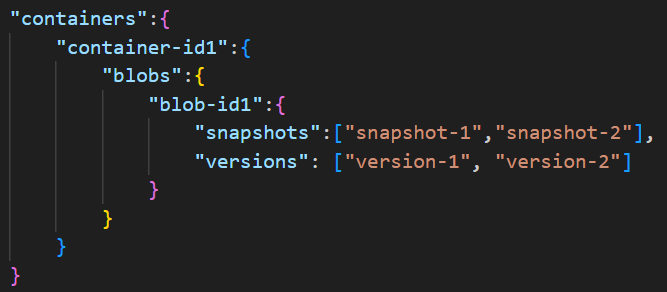 "containers":{
"container-id1":{
"blobs":{
"blob-id1":{
"snapshots":["snapshot-1","snapshot-2"],
"versions": ["version-1", "version-2"]
}
}
}
}